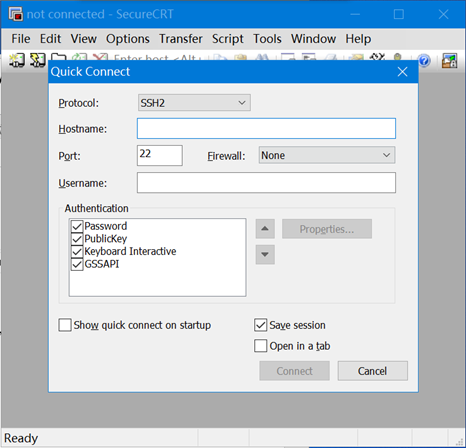 not connected - SecureCRT
File Edit View Options Transfer Script Tools Window Help
Enter host <Alt+
Quick Connect
Protocol: SSH2
Hostname:
Port: 22 Firewall: None
Username:
Authentication
Password
PublicKey
Keyboard Interactive
GSSAPI
Properties...
Show quick connect on startup
Save session
Open in a tab
Connect Cancel
Ready